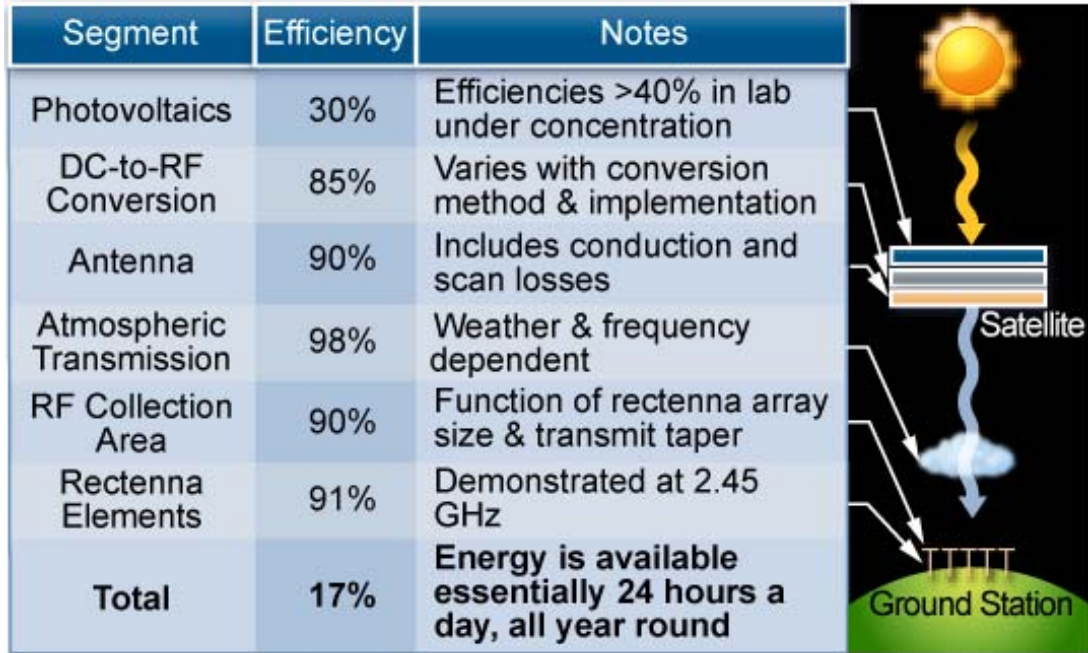 Segment Efficiency Notes
Photovoltaics 30% Efficiencies >40% in lab
under concentration
DC-to-RF
Conversion 85% Varies with conversion
method & implementation
Antenna 90% Includes conduction and
scan losses
Atmospheric
Transmission 98% Weather & frequency
dependent
RF Collection
Area 90% Function of rectenna array
size & transmit taper
Rectenna
Elements 91% Demonstrated at 2.45
GHz
Total 17% Energy is available
essentially 24 hours a
day, all year round
Satellite
Ground Station